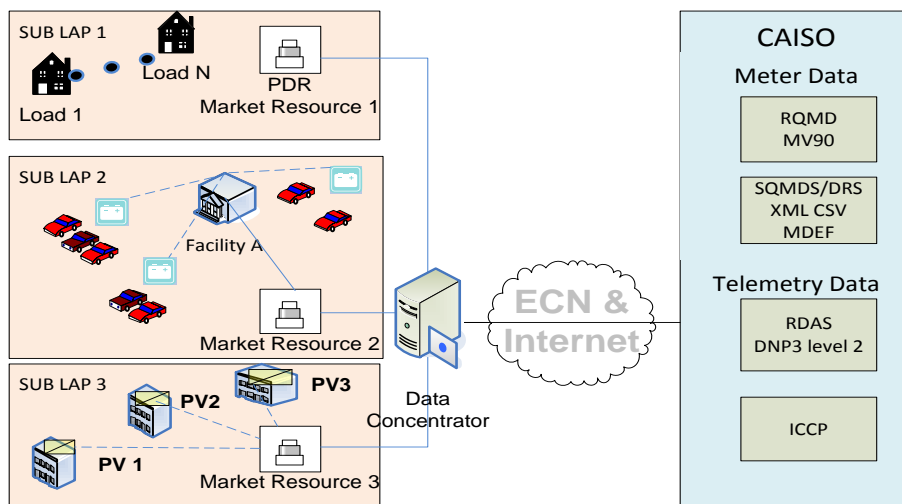 SUB LAP 1
Load N
Load 1
PDR
Market Resource 1
SUB LAP 2
Facility A
Market Resource 2
SUB LAP 3
PV3
PV2
PV 1
Market Resource 3
Data
Concentrator
ECN &
Internet
CAISO
Meter Data
RQMD
MV90
SQMDS/DRS
XML CSV
MDEF
Telemetry Data
RDAS
DNP3 level 2
ICCP